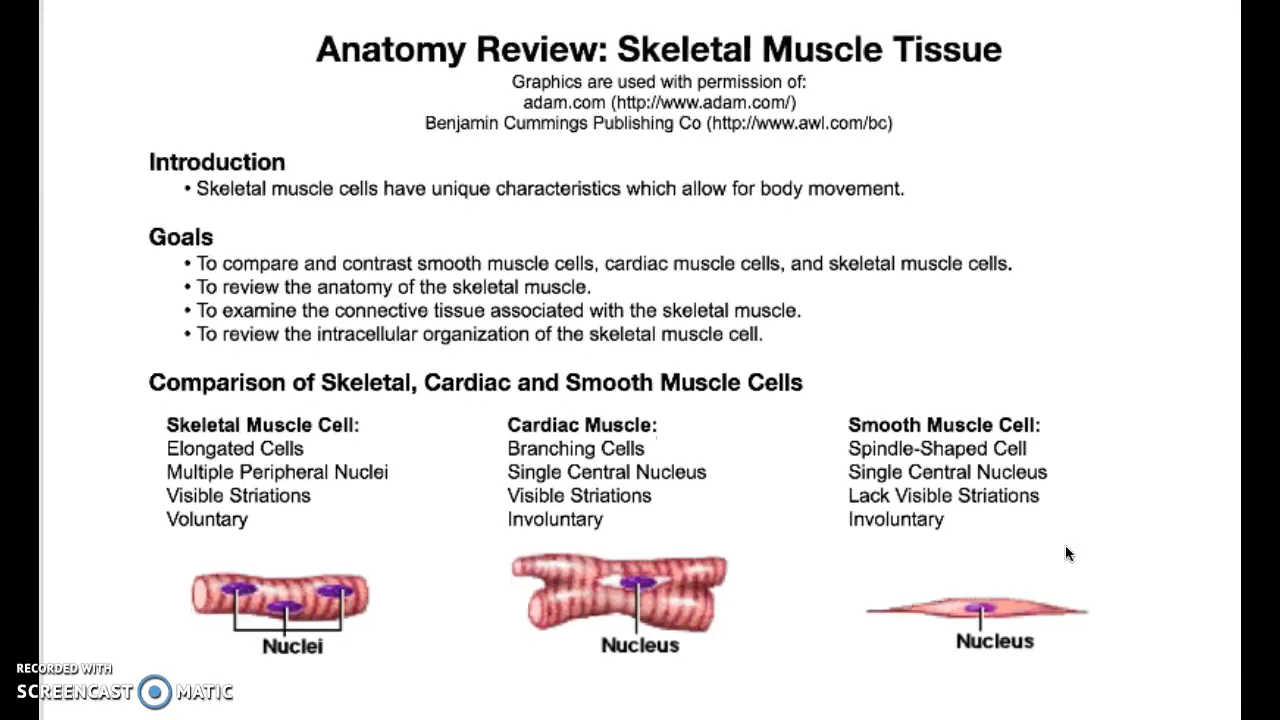 Anatomy Review: Skeletal Muscle Tissue
Graphics are used with permission of:
adam.com (http://www.adam.com/)
Benjamin Cummings Publishing Co (http://www.awl.com/bc)
Introduction
• Skeletal muscle cells have unique characteristics which allow for body movement.
Goals
• To compare and contrast smooth muscle cells, cardiac muscle cells, and skeletal muscle cells.
• To review the anatomy of the skeletal muscle.
• To examine the connective tissue associated with the skeletal muscle.
• To review the intracellular organization of the skeletal muscle cell.
Comparison of Skeletal, Cardiac and Smooth Muscle Cells
Skeletal Muscle Cell:
Elongated Cells
Multiple Peripheral Nuclei
Visible Striations
Voluntary
Nuclei
Cardiac Muscle:
Branching Cells
Single Central Nucleus
Visible Striations
Involuntary
Nucleus
Smooth Muscle Cell:
Spindle-Shaped Cell
Single Central Nucleus
Lack Visible Striations
Involuntary
Nucleus
RECORDED WITH
SCREENCAST MATIC